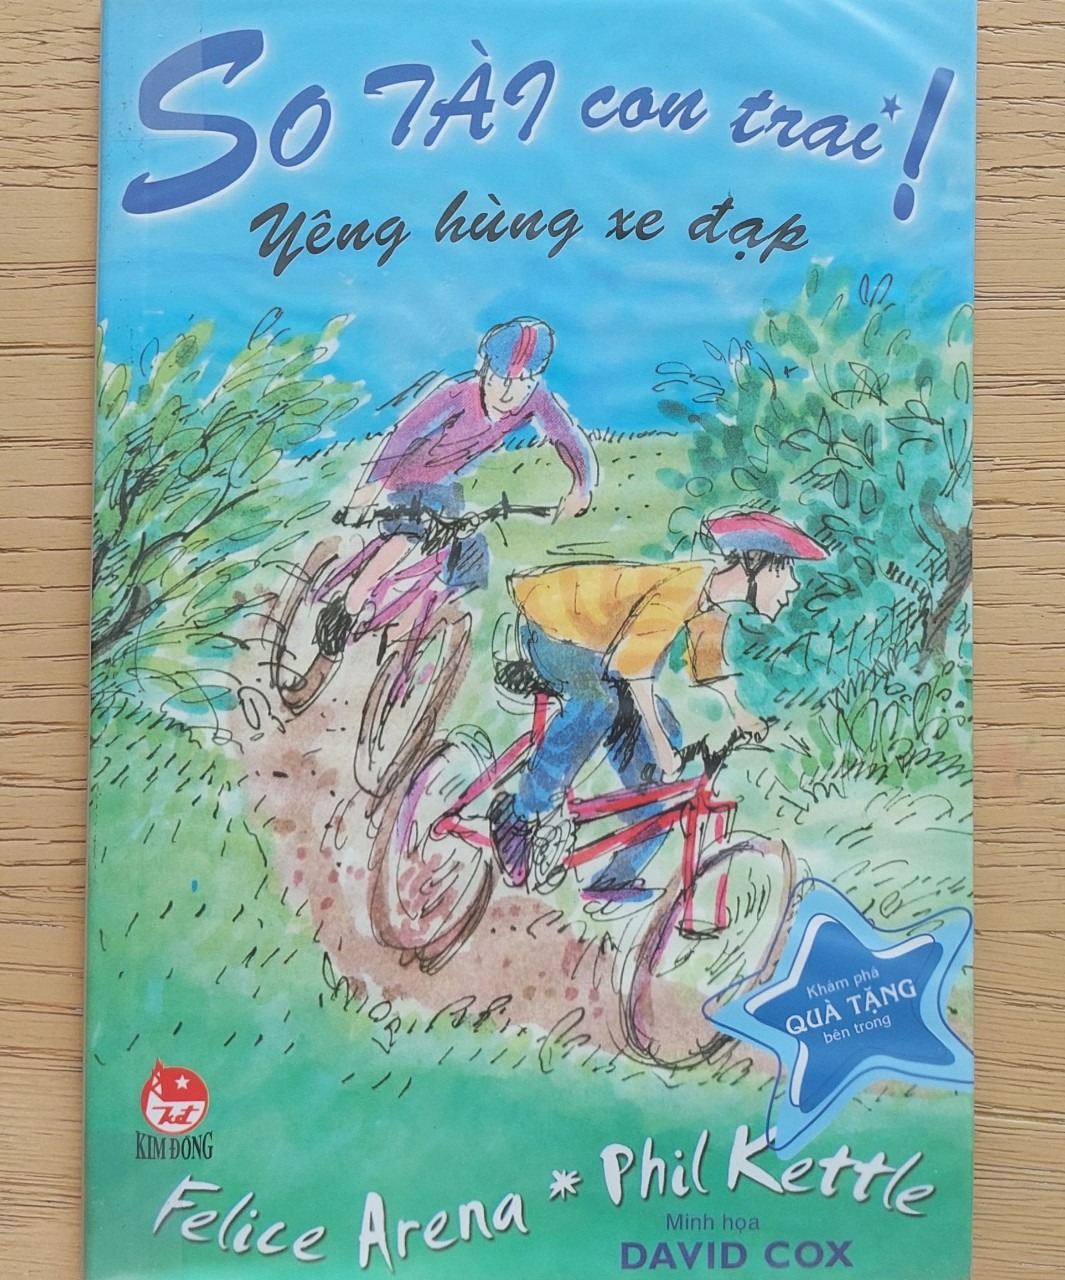 So TÀI con trai!
Yêng hùng xe đạp
Khám phá
QUÀ TẶNG
bên trong
kđ
KIM ĐỒNG
Felice Arena * Phil Kettle
Minh họa
DAVID COX